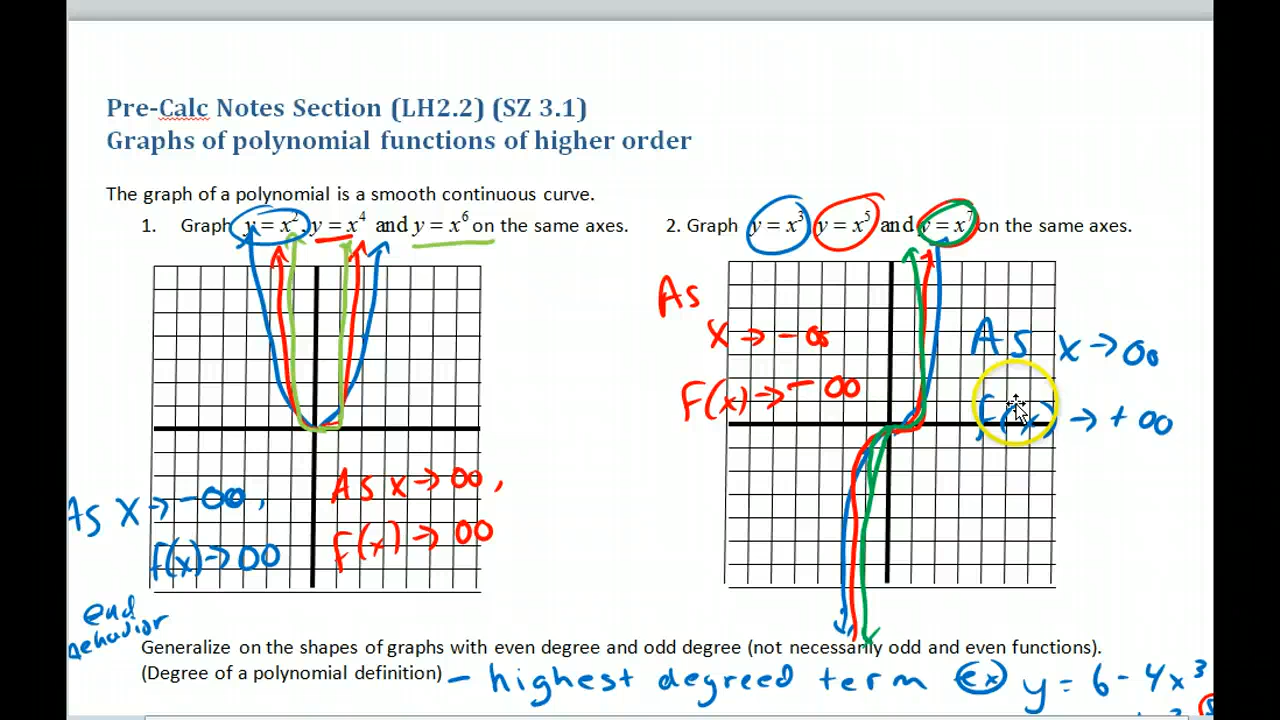 Pre-Calc Notes Section (LH2.2) (SZ 3.1)
Graphs of polynomial functions of higher order
The graph of a polynomial is a smooth continuous curve.
1. Graph y = x², y = x⁴ and y = x⁶ on the same axes.
2. Graph y = x³, y = x⁵ and y = x⁷ on the same axes.
As
x → -∞
F(x) → -∞
As x → ∞
f(x) → +∞
As x → -∞,
f(x) → ∞
As x → ∞,
F(x) → ∞
end
behavior
Generalize on the shapes of graphs with even degree and odd degree (not necessarily odd and even functions).
(Degree of a polynomial definition) – highest degreed term ex y = 6 - 4x³